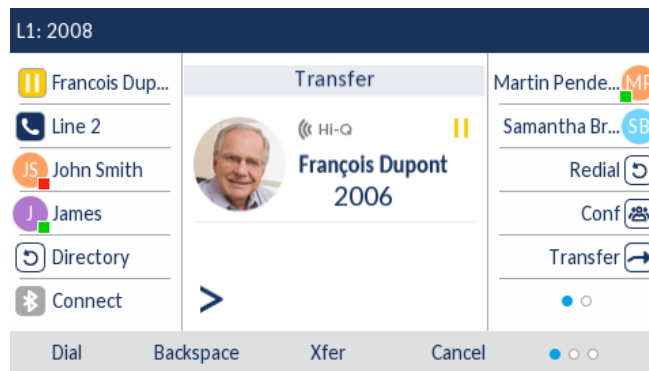 L1: 2008
Francois Dup...
Line 2
JS
John Smith
J
James
Directory
Connect
Transfer
Hi-Q
François Dupont
2006
>
Martin Pende...
MP
Samantha Br...
SB
Redial
Conf
Transfer
Dial
Backspace
Xfer
Cancel